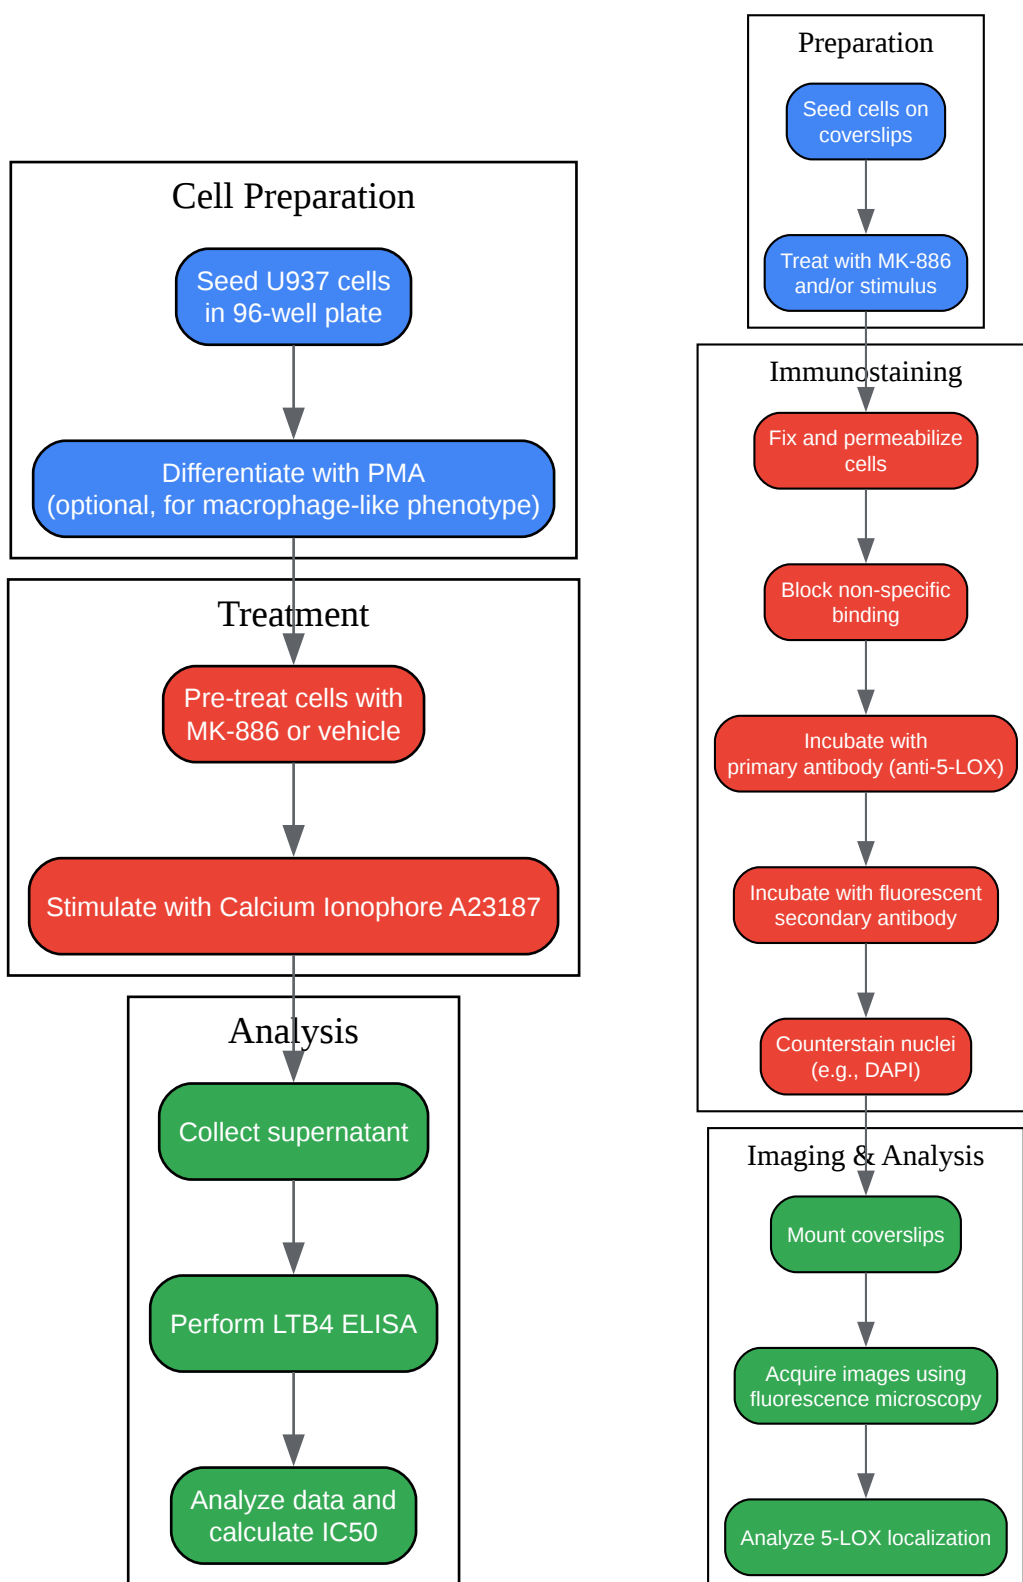 Cell Preparation
Seed U937 cells
in 96-well plate
Differentiate with PMA
(optional, for macrophage-like phenotype)
Treatment
Pre-treat cells with
MK-886 or vehicle
Stimulate with Calcium Ionophore A23187
Analysis
Collect supernatant
Perform LTB4 ELISA
Analyze data and
calculate IC50
Preparation
Seed cells on
coverslips
Treat with MK-886
and/or stimulus
Immunostaining
Fix and permeabilize
cells
Block non-specific
binding
Incubate with
primary antibody (anti-5-LOX)
Incubate with fluorescent
secondary antibody
Counterstain nuclei
(e.g., DAPI)
Imaging & Analysis
Mount coverslips
Acquire images using
fluorescence microscopy
Analyze 5-LOX localization